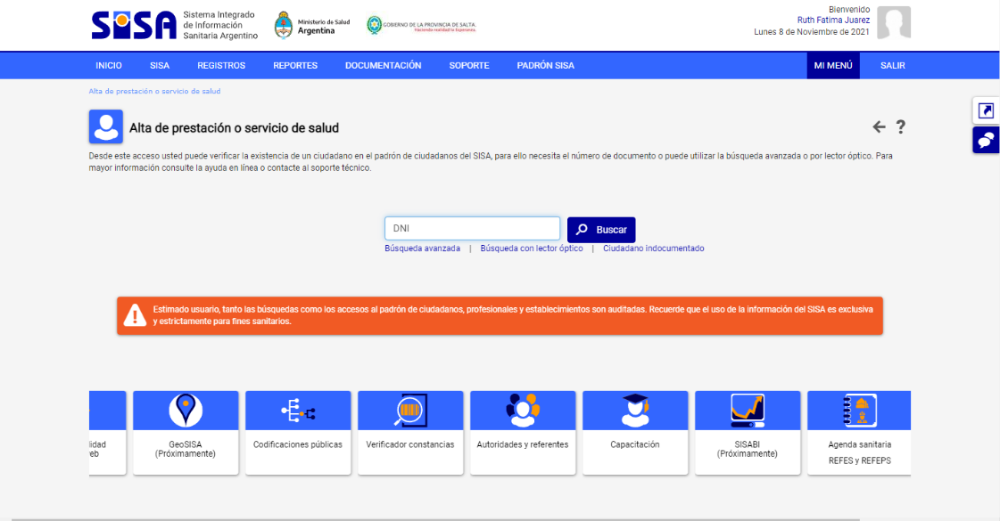 SISA
Sistema Integrado
de Información
Sanitaria Argentino
Ministerio de Salud
Argentina
GOBIERNO DE LA PROVINCIA DE SALTA.
Haciendo realidad la Esperanza.
Bienvenido
Ruth Fatima Juarez
Lunes 8 de Noviembre de 2021
INICIO SISA REGISTROS REPORTES DOCUMENTACIÓN SOPORTE PADRÓN SISA MI MENÚ SALIR
Alta de prestación o servicio de salud
Alta de prestación o servicio de salud
?
Desde este acceso usted puede verificar la existencia de un ciudadano en el padrón de ciudadanos del SISA, para ello necesita el número de documento o puede utilizar la búsqueda avanzada o por lector óptico. Para
mayor información consulte la ayuda en línea o contacte al soporte técnico.
DNI Buscar
Búsqueda avanzada | Búsqueda con lector óptico | Ciudadano indocumentado
Estimado usuario, tanto las búsquedas como los accesos al padrón de ciudadanos, profesionales y establecimientos son auditadas. Recuerde que el uso de la información del SISA es exclusiva
y estrictamente para fines sanitarios.
lidad
eb
GeoSISA
(Próximamente)
Codificaciones públicas
Verificador constancias
Autoridades y referentes
Capacitación
SISABI
(Próximamente)
Agenda sanitaria
REFES y REFEPS